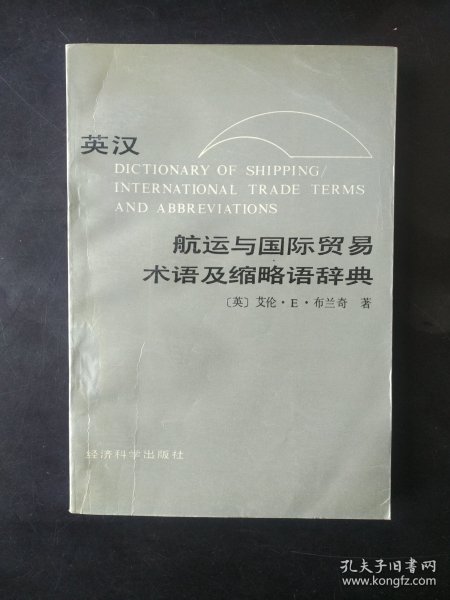 英汉
DICTIONARY OF SHIPPING/
INTERNATIONAL TRADE TERMS
AND ABBREVIATIONS
航运与国际贸易
术语及缩略语辞典
〔英〕艾伦·E·布兰奇 著
经济科学出版社
孔夫子旧书网
www.kongfz.com